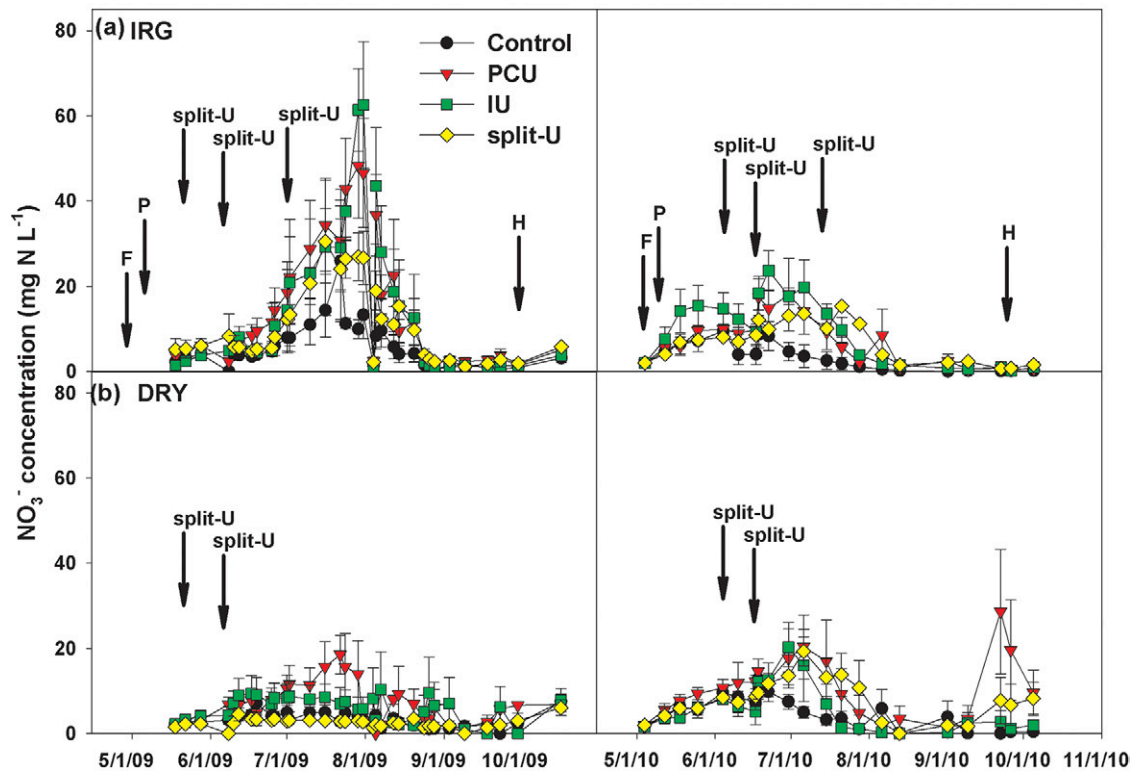 80
(a) IRG
Control
PCU
IU
split-U
60
split-U
split-U
split-U
split-U
split-U
split-U
40
P
F
H
P
F
H
20
0
80
(b) DRY
60
split-U
split-U
split-U
split-U
40
20
0
NO₃⁻ concentration (mg N L⁻¹)
5/1/09 6/1/09 7/1/09 8/1/09 9/1/09 10/1/09 5/1/10 6/1/10 7/1/10 8/1/10 9/1/10 10/1/10 11/1/10